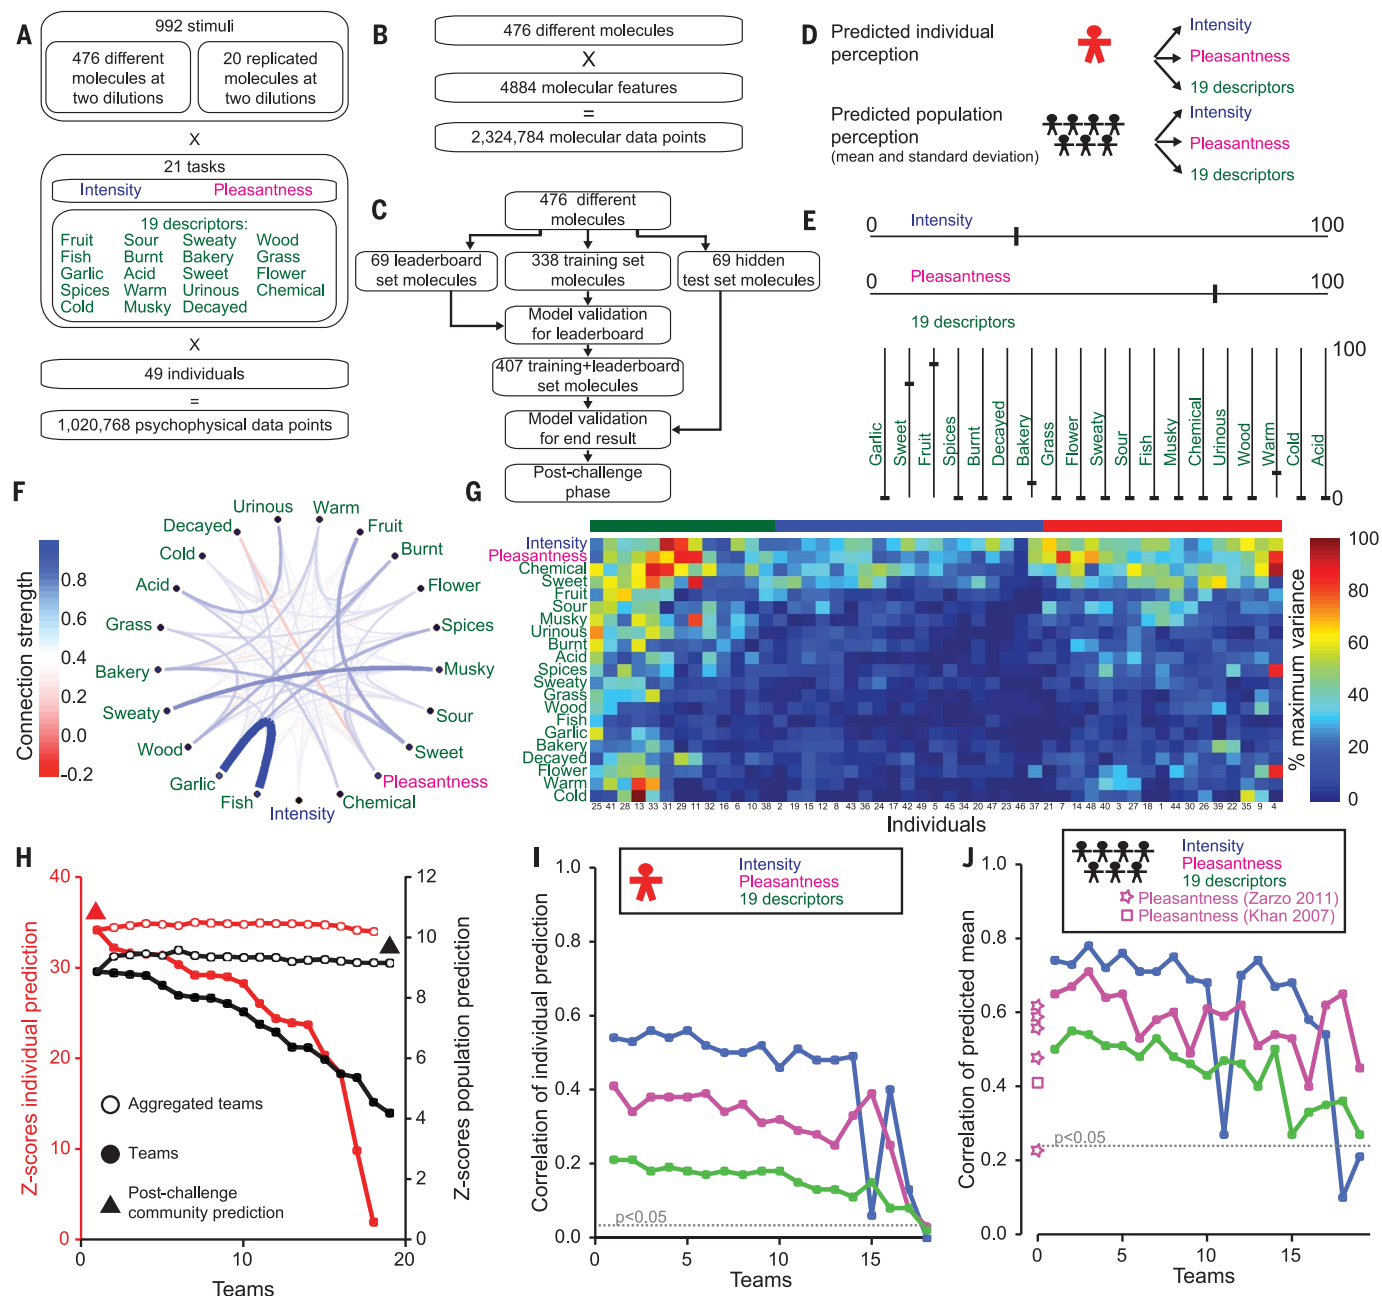 A
992 stimuli
476 different
molecules at
two dilutions
20 replicated
molecules at
two dilutions
X
21 tasks
Intensity
Pleasantness
19 descriptors:
Fruit Sour Sweaty Wood
Fish Burnt Bakery Grass
Garlic Acid Sweet Flower
Spices Warm Urinous Chemical
Cold Musky Decayed
X
49 individuals
=
1,020,768 psychophysical data points
B
476 different molecules
X
4884 molecular features
=
2,324,784 molecular data points
C
476 different
molecules
69 leaderboard
set molecules
338 training set
molecules
69 hidden
test set molecules
Model validation
for leaderboard
407 training+leaderboard
set molecules
Model validation
for end result
Post-challenge
phase
D
Predicted individual
perception
Intensity
Pleasantness
19 descriptors
Predicted population
perception
(mean and standard deviation)
Intensity
Pleasantness
19 descriptors
E
0 Intensity 100
0 Pleasantness 100
19 descriptors
100
0
Garlic
Sweet
Fruit
Spices
Burnt
Decayed
Bakery
Grass
Flower
Sweaty
Sour
Fish
Musky
Chemical
Urinous
Wood
Warm
Cold
Acid
F
Connection strength
0.8
0.6
0.4
0.2
0.0
-0.2
Urinous
Warm
Fruit
Burnt
Flower
Spices
Musky
Sour
Sweet
Pleasantness
Chemical
Intensity
Fish
Garlic
Wood
Sweaty
Bakery
Grass
Acid
Cold
Decayed
G
Intensity
Pleasantness
Chemical
Sweet
Fruit
Sour
Musky
Urinous
Burnt
Acid
Spices
Sweaty
Grass
Wood
Fish
Garlic
Bakery
Decayed
Flower
Warm
Cold
25 41 28 13 33 31 29 11 32 16 6 10 38 2 19 15 12 8 43 36 24 17 42 49 5 45 34 20 47 23 46 37 21 7 14 48 40 3 27 18 1 44 30 26 39 22 35 9 4
Individuals
100
80
60
40
20
0
% maximum variance
H
40
30
20
10
0
Z-scores individual prediction
12
10
8
6
4
2
0
Z-scores population prediction
Aggregated teams
Teams
Post-challenge
community prediction
0 10 20
Teams
I
Intensity
Pleasantness
19 descriptors
1.0
0.8
0.6
0.4
0.2
0.0
Correlation of individual prediction
p<0.05
0 5 10 15
Teams
J
Intensity
Pleasantness
19 descriptors
Pleasantness (Zarzo 2011)
Pleasantness (Khan 2007)
1.0
0.8
0.6
0.4
0.2
0.0
Correlation of predicted mean
p<0.05
0 5 10 15
Teams